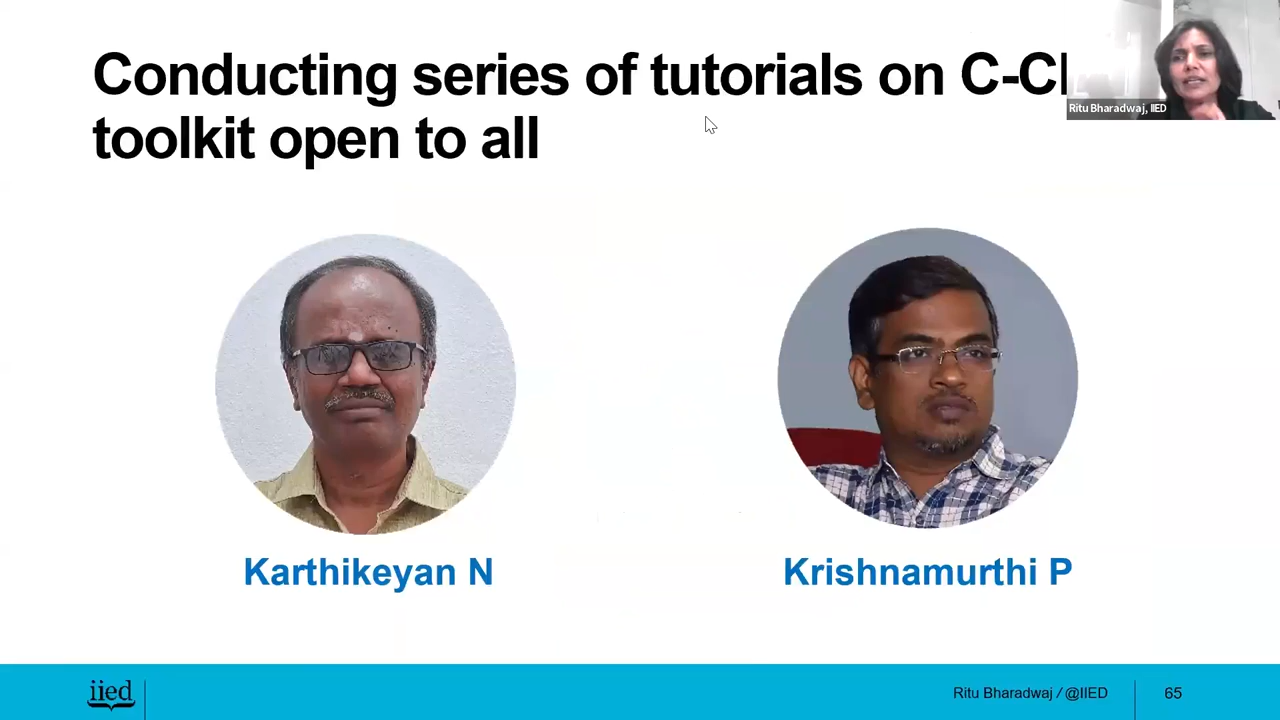 Conducting series of tutorials on C-C
toolkit open to all
Ritu Bharadwaj, IIED
Karthikeyan N
Krishnamurthi P
iied
Ritu Bharadwaj / @IIED
65